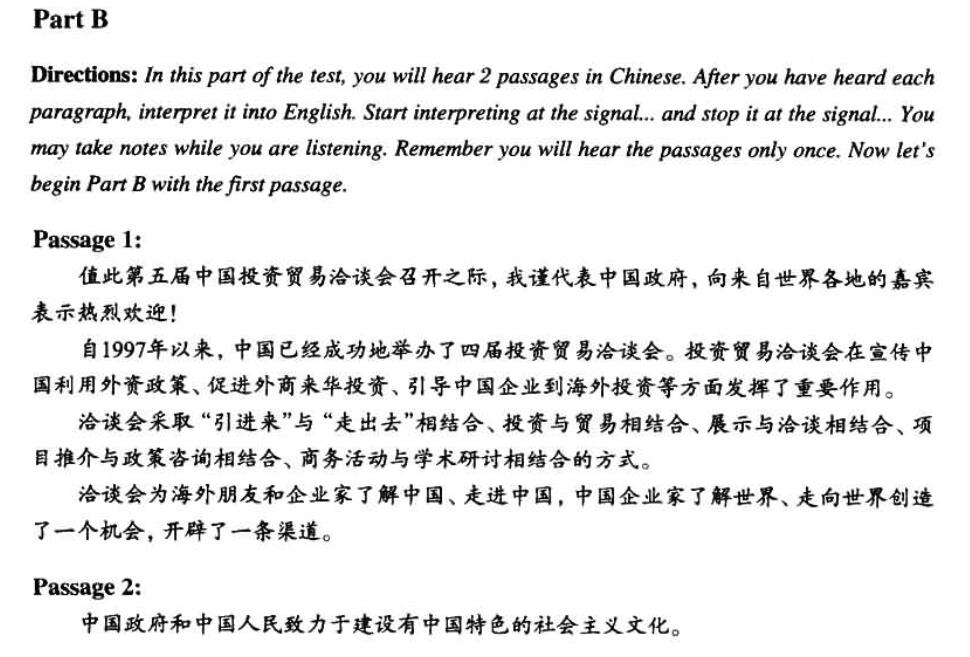 Part B
Directions: In this part of the test, you will hear 2 passages in Chinese. After you have heard each
paragraph, interpret it into English. Start interpreting at the signal... and stop it at the signal... You
may take notes while you are listening. Remember you will hear the passages only once. Now let's
begin Part B with the first passage.
Passage 1:
值此第五届中国投资贸易洽谈会召开之际，我谨代表中国政府，向来自世界各地的嘉宾
表示热烈欢迎！
自1997年以来，中国已经成功地举办了四届投资贸易洽谈会。投资贸易洽谈会在宣传中
国利用外资政策、促进外商来华投资、引导中国企业到海外投资等方面发挥了重要作用。
洽谈会采取“引进来”与“走出去”相结合、投资与贸易相结合、展示与洽谈相结合、项
目推介与政策咨询相结合、商务活动与学术研讨相结合的方式。
洽谈会为海外朋友和企业家了解中国、走进中国，中国企业家了解世界、走向世界创造
了一个机会，开辟了一条渠道。
Passage 2:
中国政府和中国人民致力于建设有中国特色的社会主义文化。